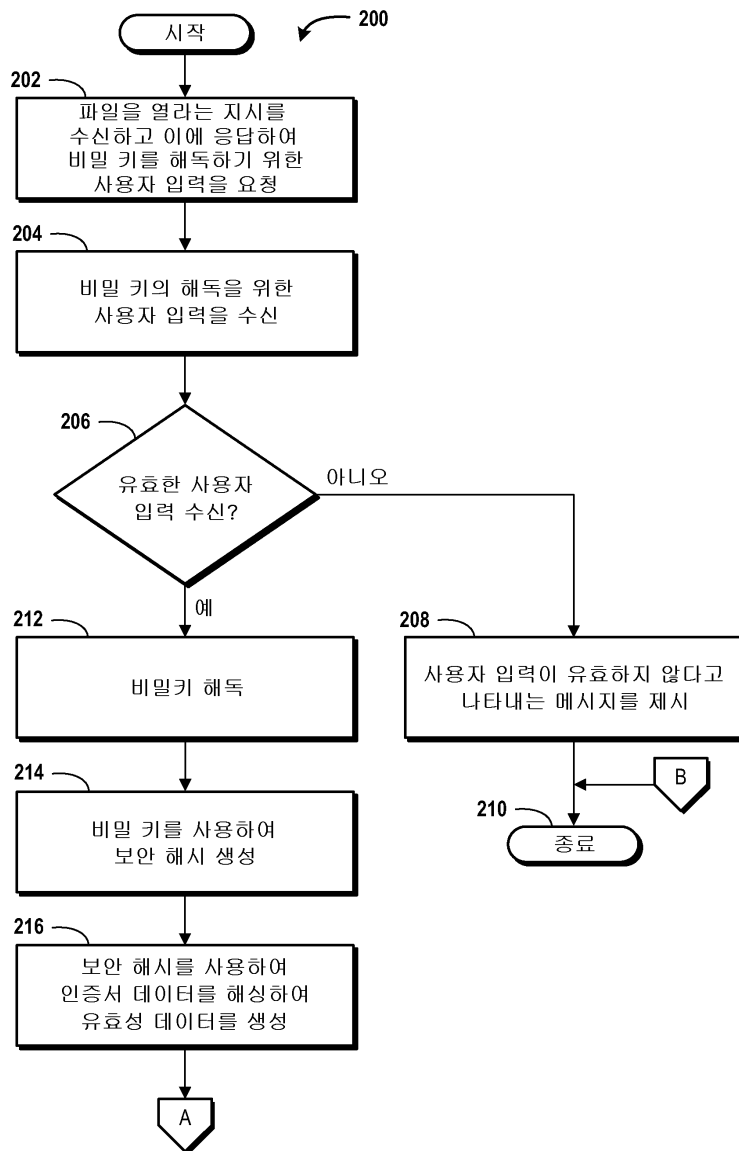 200
시작
202
파일을 열라는 지시를
수신하고 이에 응답하여
비밀 키를 해독하기 위한
사용자 입력을 요청
204
비밀 키의 해독을 위한
사용자 입력을 수신
206
유효한 사용자
입력 수신?
아니오
예
212
비밀키 해독
208
사용자 입력이 유효하지 않다고
나타내는 메시지를 제시
B
210
종료
214
비밀 키를 사용하여
보안 해시 생성
216
보안 해시를 사용하여
인증서 데이터를 해싱하여
유효성 데이터를 생성
A